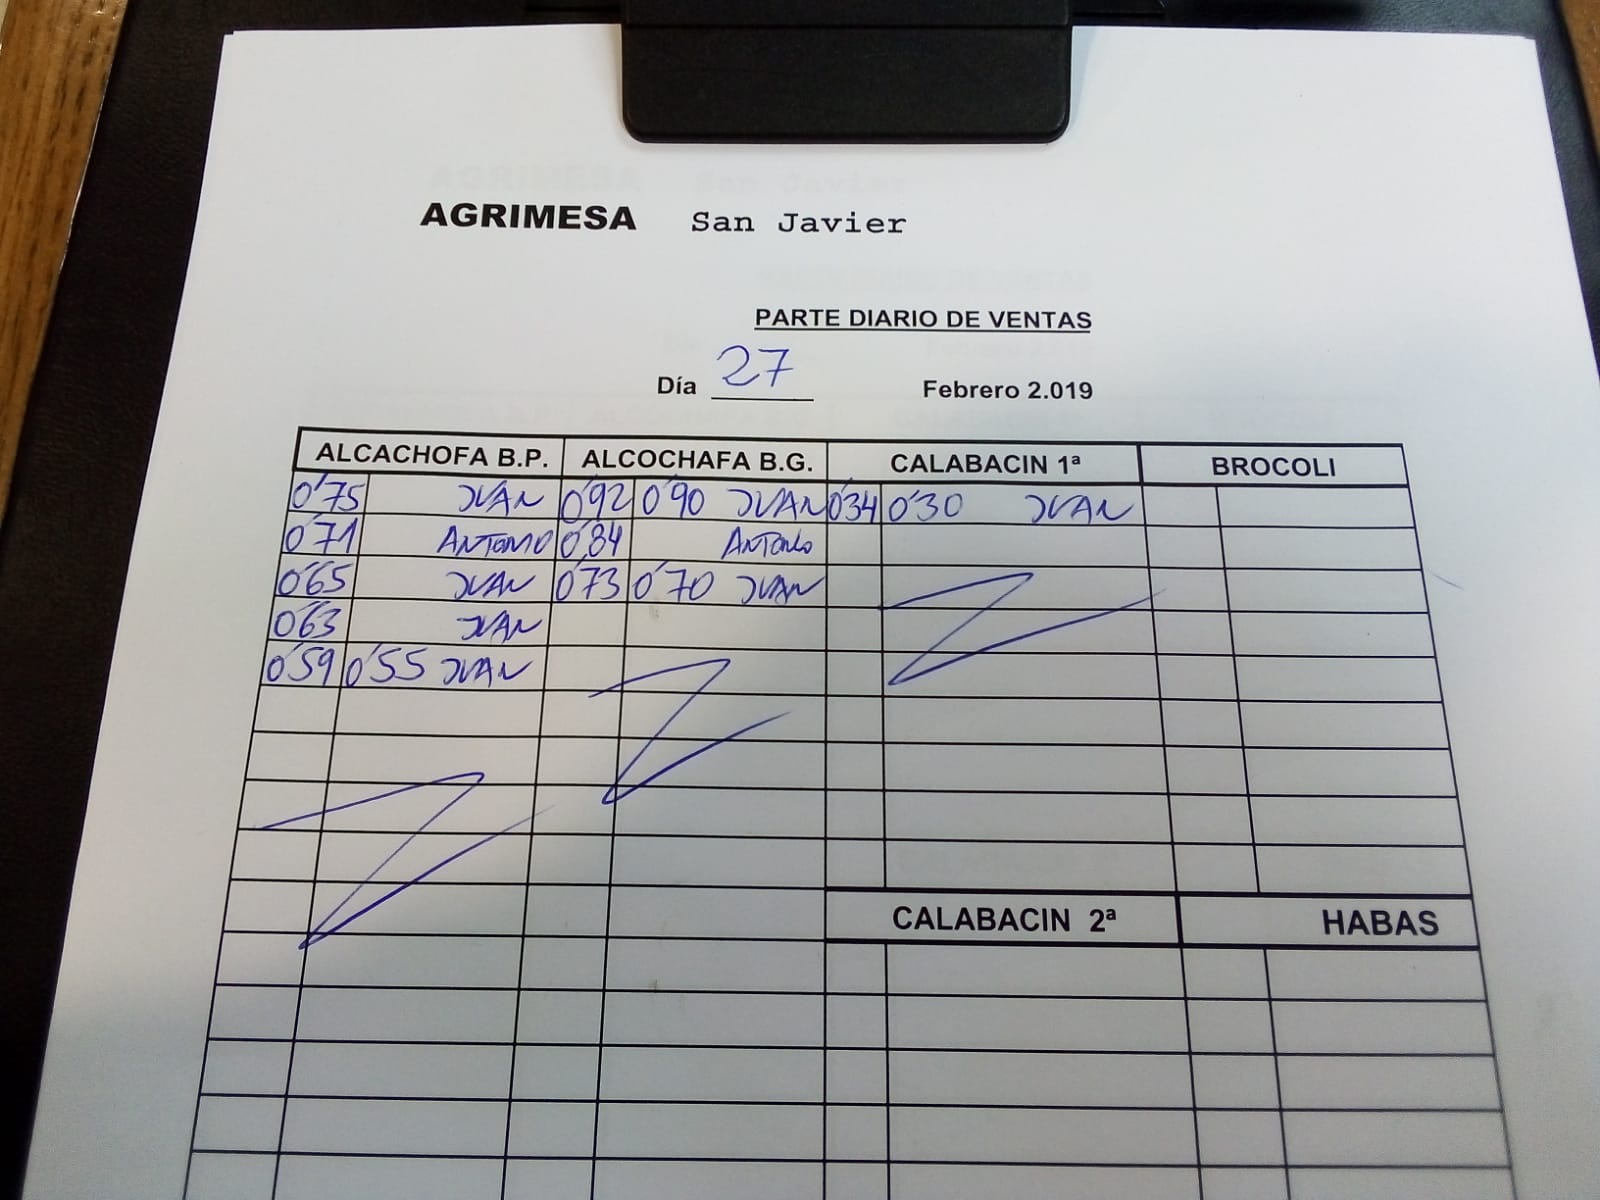 AGRIMESA San Javier
PARTE DIARIO DE VENTAS
Día 27 Febrero 2.019
ALCACHOFA B.P. ALCOCHAFA B.G. CALABACIN 1ª BROCOLI
0'75 JUAN 0'92 0'90 JUAN 0'34 0'30 JUAN
0'71 ANTONIO 0'84 ANTONIO
0'65 JUAN 0'73 0'70 JUAN
0'63 JUAN
0'59 0'55 JUAN
CALABACIN 2ª HABAS